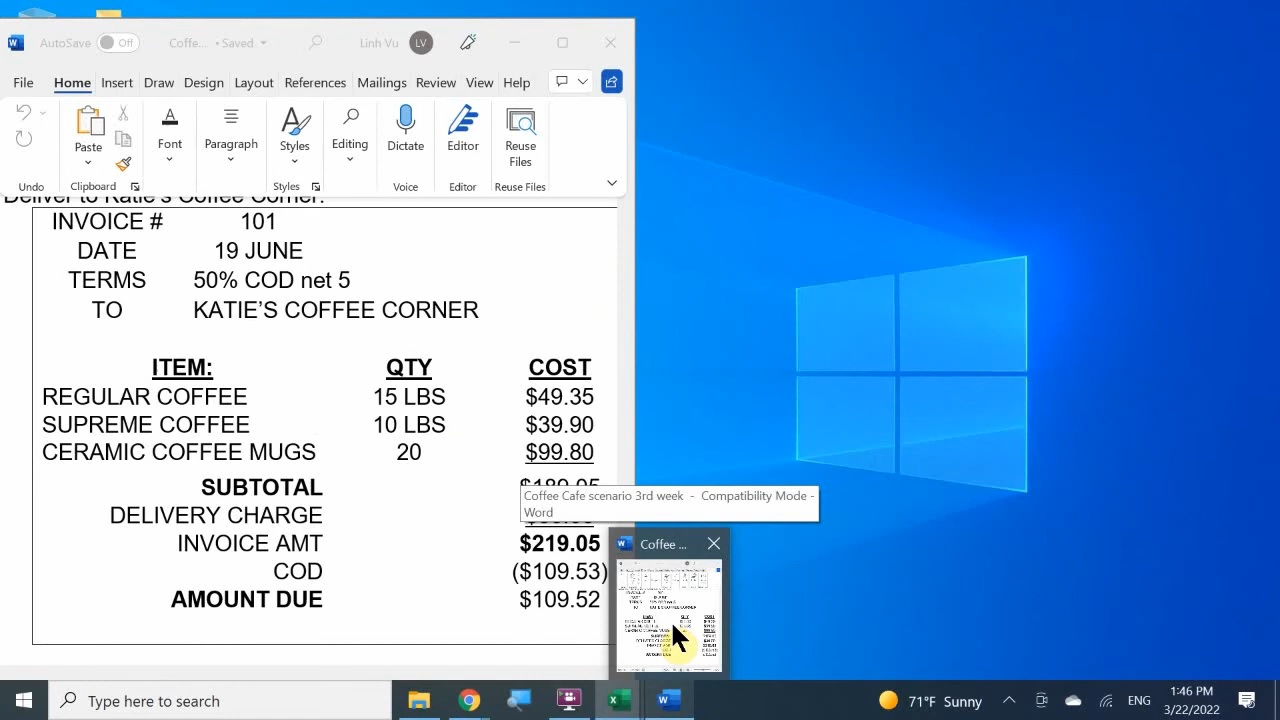 AutoSave Off Coffe... • Saved Linh Vu LV
File Home Insert Draw Design Layout References Mailings Review View Help
Paste Font Paragraph Styles Editing Dictate Editor Reuse Files
Undo Clipboard Styles Voice Editor Reuse Files
Deliver to Katie's Coffee Corner:
INVOICE # 101
DATE 19 JUNE
TERMS 50% COD net 5
TO KATIE'S COFFEE CORNER
ITEM: QTY COST
REGULAR COFFEE 15 LBS $49.35
SUPREME COFFEE 10 LBS $39.90
CERAMIC COFFEE MUGS 20 $99.80
SUBTOTAL
Coffee Cafe scenario 3rd week - Compatibility Mode -
Word
DELIVERY CHARGE
INVOICE AMT $219.05
COD ($109.53)
AMOUNT DUE $109.52
Coffee ...
Type here to search
71°F Sunny ENG 1:46 PM
3/22/2022